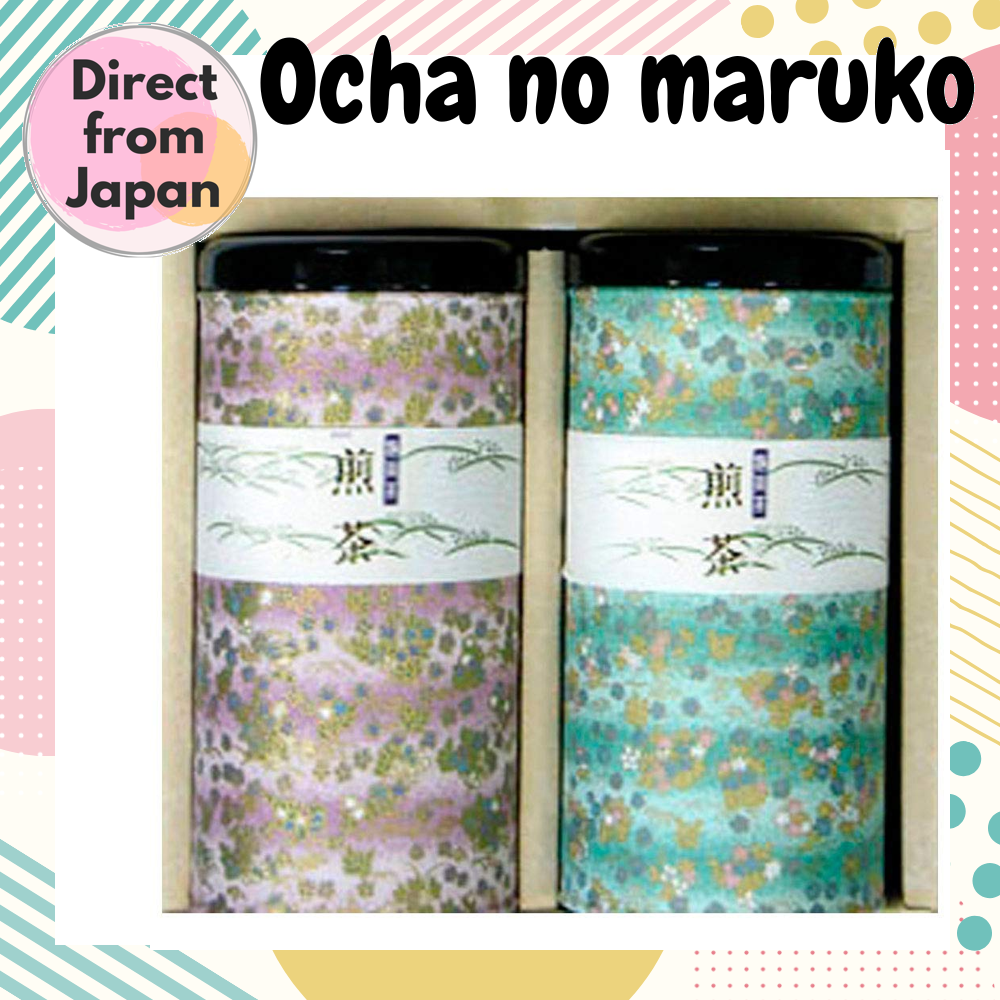 Direct
from
Japan
Ocha no maruko
煎茶
煎茶